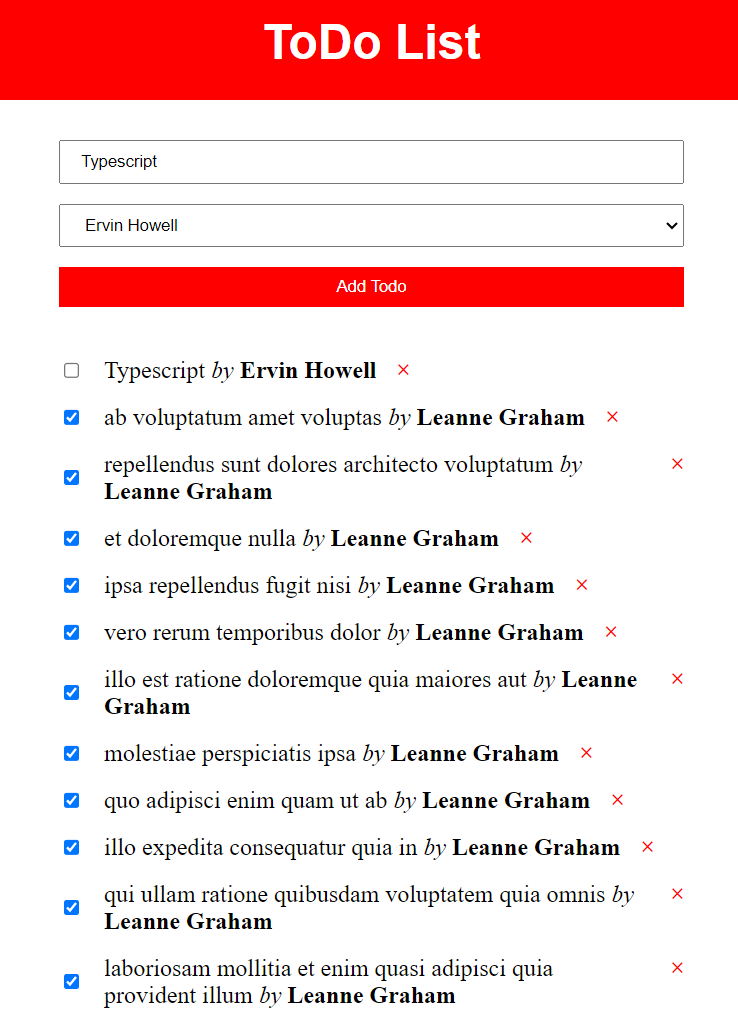 ToDo List
Typescript
Ervin Howell
Add Todo
Typescript by Ervin Howell ×
ab voluptatum amet voluptas by Leanne Graham ×
repellendus sunt dolores architecto voluptatum by ×
Leanne Graham
et doloremque nulla by Leanne Graham ×
ipsa repellendus fugit nisi by Leanne Graham ×
vero rerum temporibus dolor by Leanne Graham ×
illo est ratione doloremque quia maiores aut by Leanne ×
Graham
molestiae perspiciatis ipsa by Leanne Graham ×
quo adipisci enim quam ut ab by Leanne Graham ×
illo expedita consequatur quia in by Leanne Graham ×
qui ullam ratione quibusdam voluptatem quia omnis by ×
Leanne Graham
laboriosam mollitia et enim quasi adipisci quia ×
provident illum by Leanne Graham